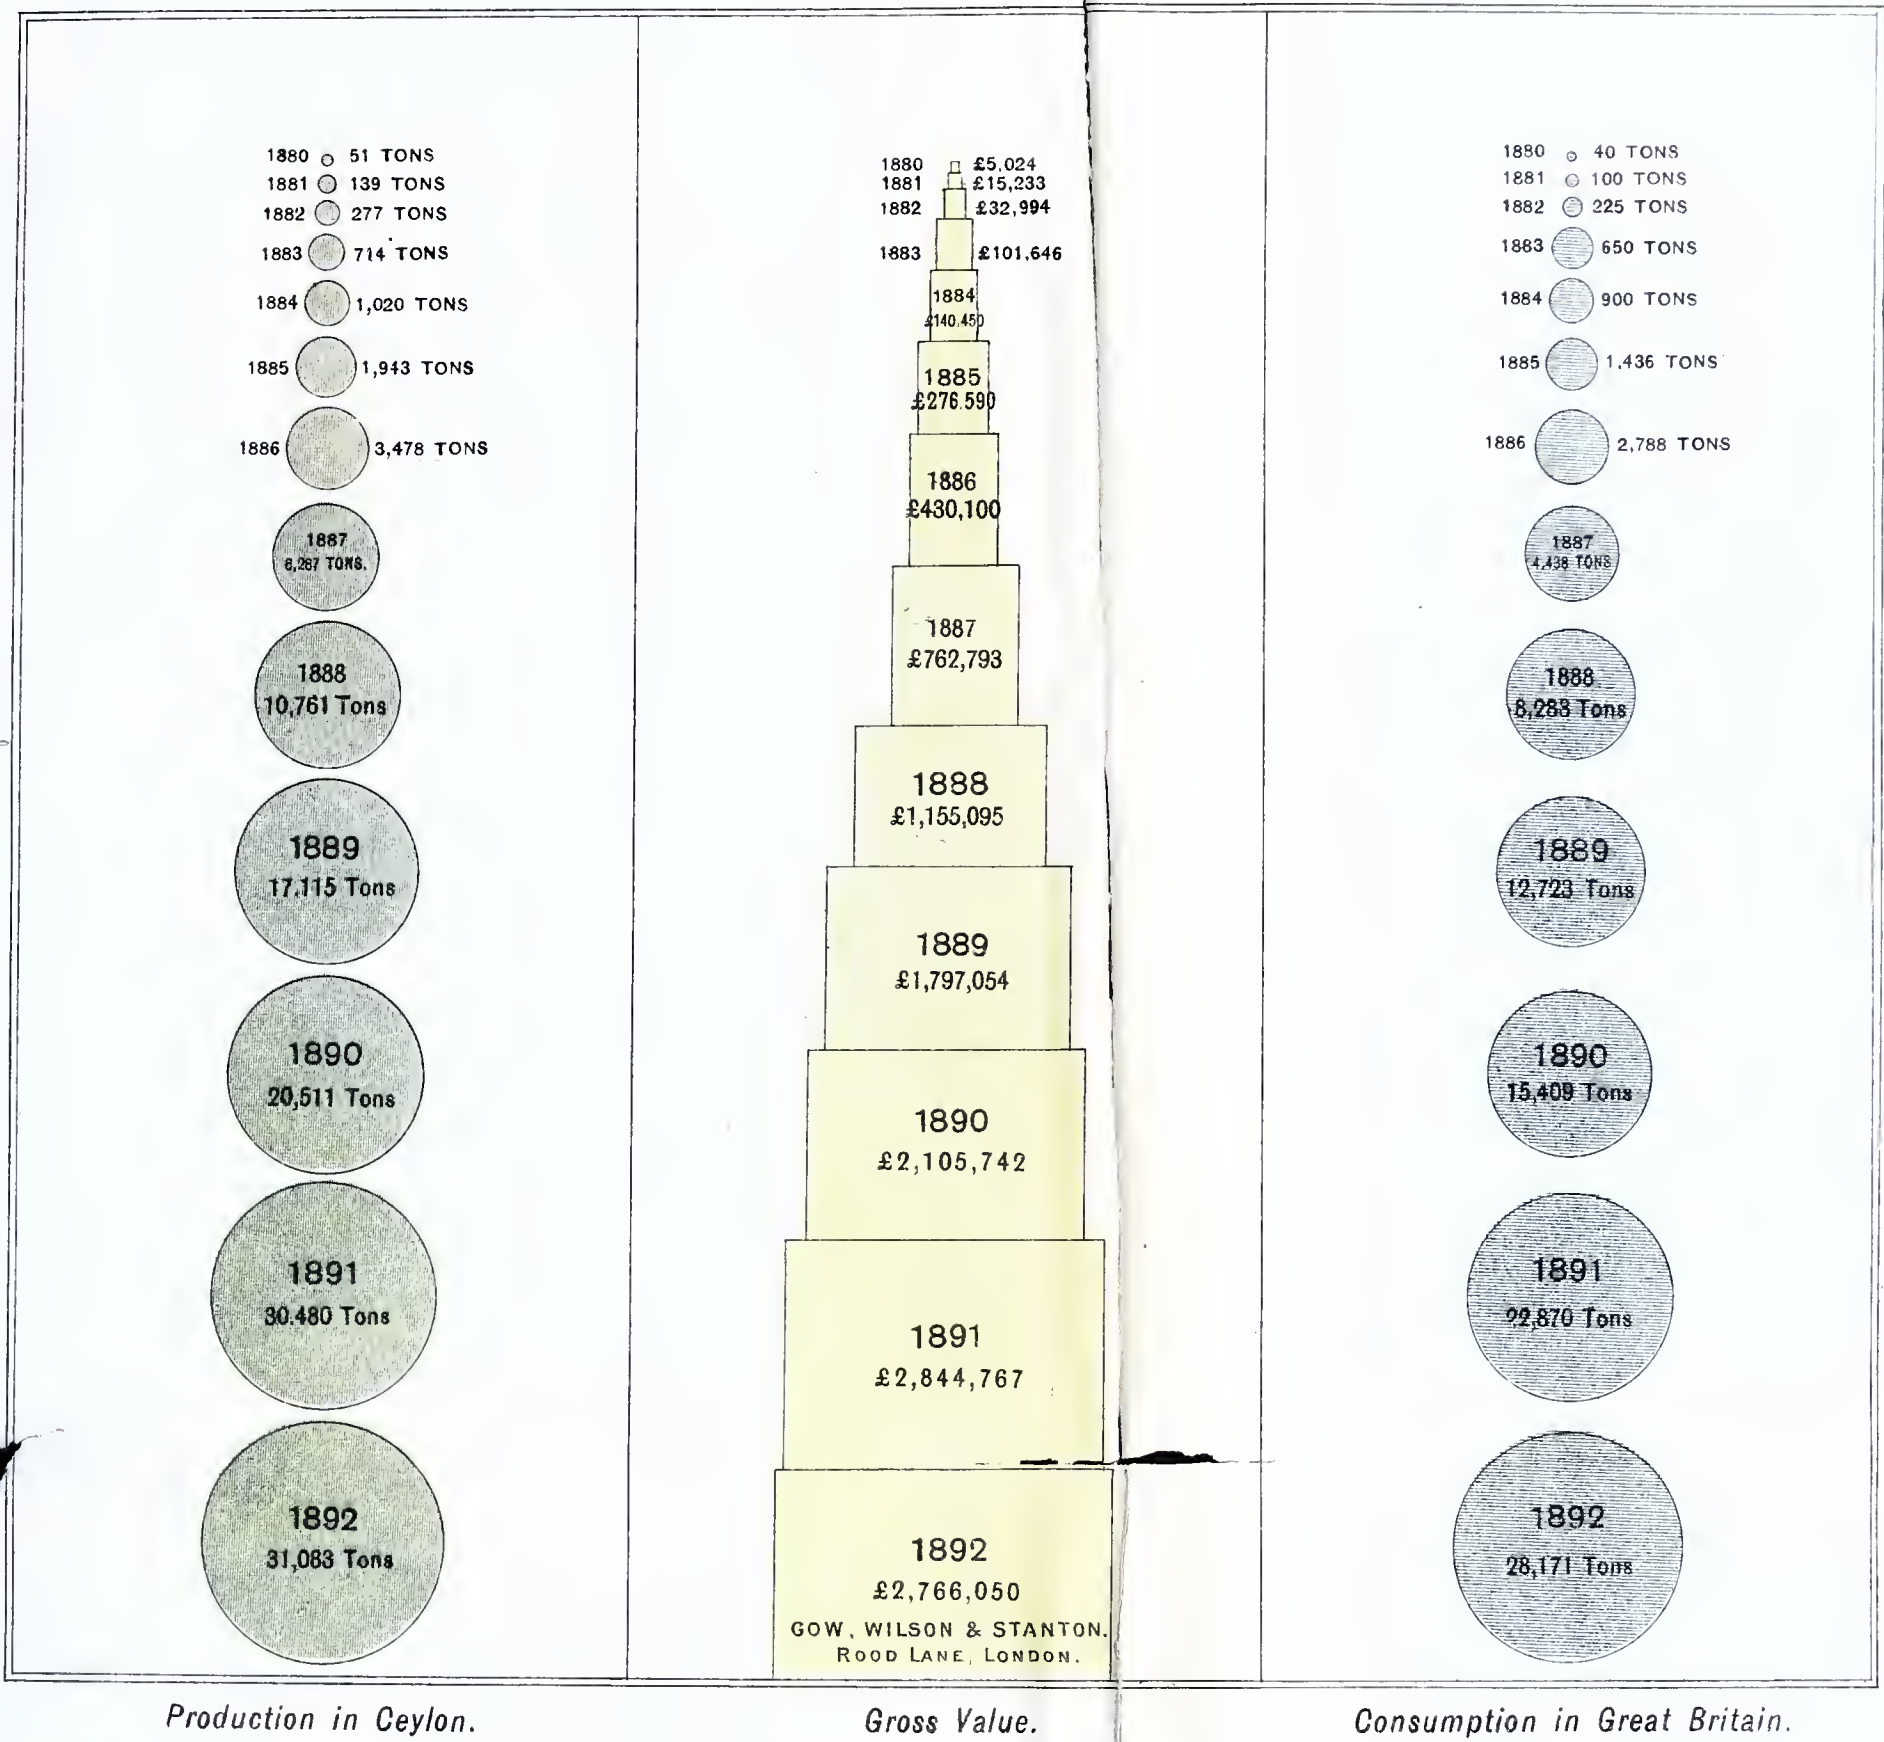 1880 51 TONS
1881 139 TONS
1882 277 TONS
1883 714 TONS
1884 1,020 TONS
1885 1,943 TONS
1886 3,478 TONS
1887
6,287 TONS.
1888
10,761 Tons
1889
17,115 Tons
1890
20,511 Tons
1891
30.480 Tons
1892
31,083 Tons
Production in Ceylon.
1880 £5,024
1881 £15,233
1882 £32,994
1883 £101,646
1884
£140.450
1885
£276.590
1886
£430,100
1887
£762,793
1888
£1,155,095
1889
£1,797,054
1890
£2,105,742
1891
£2,844,767
1892
£2,766,050
GOW, WILSON & STANTON.
ROOD LANE, LONDON.
Gross Value.
1880 40 TONS
1881 100 TONS
1882 225 TONS
1883 650 TONS
1884 900 TONS
1885 1.436 TONS
1886 2,788 TONS
1887
4,438 TONS
1888
8,283 Tons
1889
12,723 Tons
1890
15,409 Tons
1891
22,870 Tons
1892
28,171 Tons
Consumption in Great Britain.